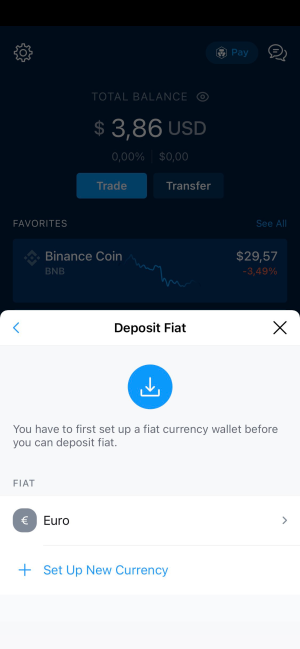 Pay
TOTAL BALANCE
$ 3,86 USD
0,00% | $0,00
Trade Transfer
FAVORITES See All
Binance Coin $29,57
BNB -3,49%
Deposit Fiat
You have to first set up a fiat currency wallet before
you can deposit fiat.
FIAT
€ Euro
+ Set Up New Currency